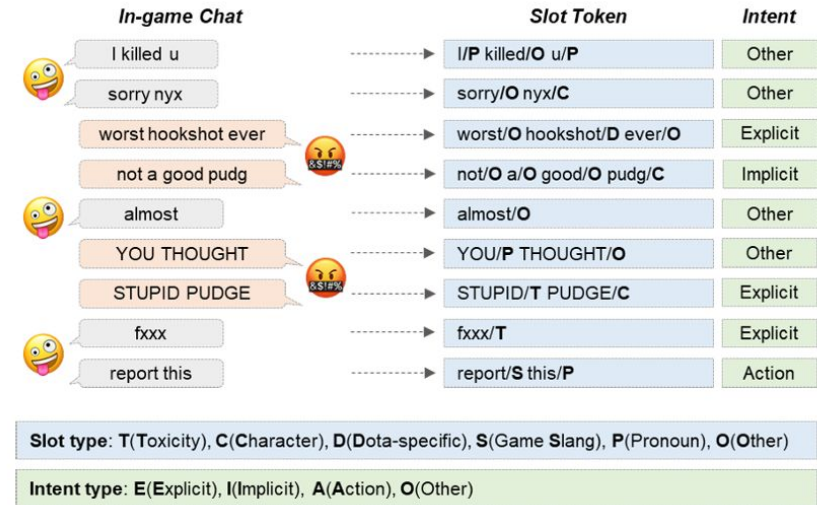 In-game Chat Slot Token Intent
I killed u I/P killed/O u/P Other
sorry nyx sorry/O nyx/C Other
worst hookshot ever worst/O hookshot/D ever/O Explicit
&$!#% 
not a good pudg not/O a/O good/O pudg/C Implicit
almost almost/O Other
YOU THOUGHT YOU/P THOUGHT/O Other
&$!#%
STUPID PUDGE STUPID/T PUDGE/C Explicit
fxxx fxxx/T Explicit
report this report/S this/P Action
Slot type: T(Toxicity), C(Character), D(Dota-specific), S(Game Slang), P(Pronoun), O(Other)
Intent type: E(Explicit), I(Implicit), A(Action), O(Other)